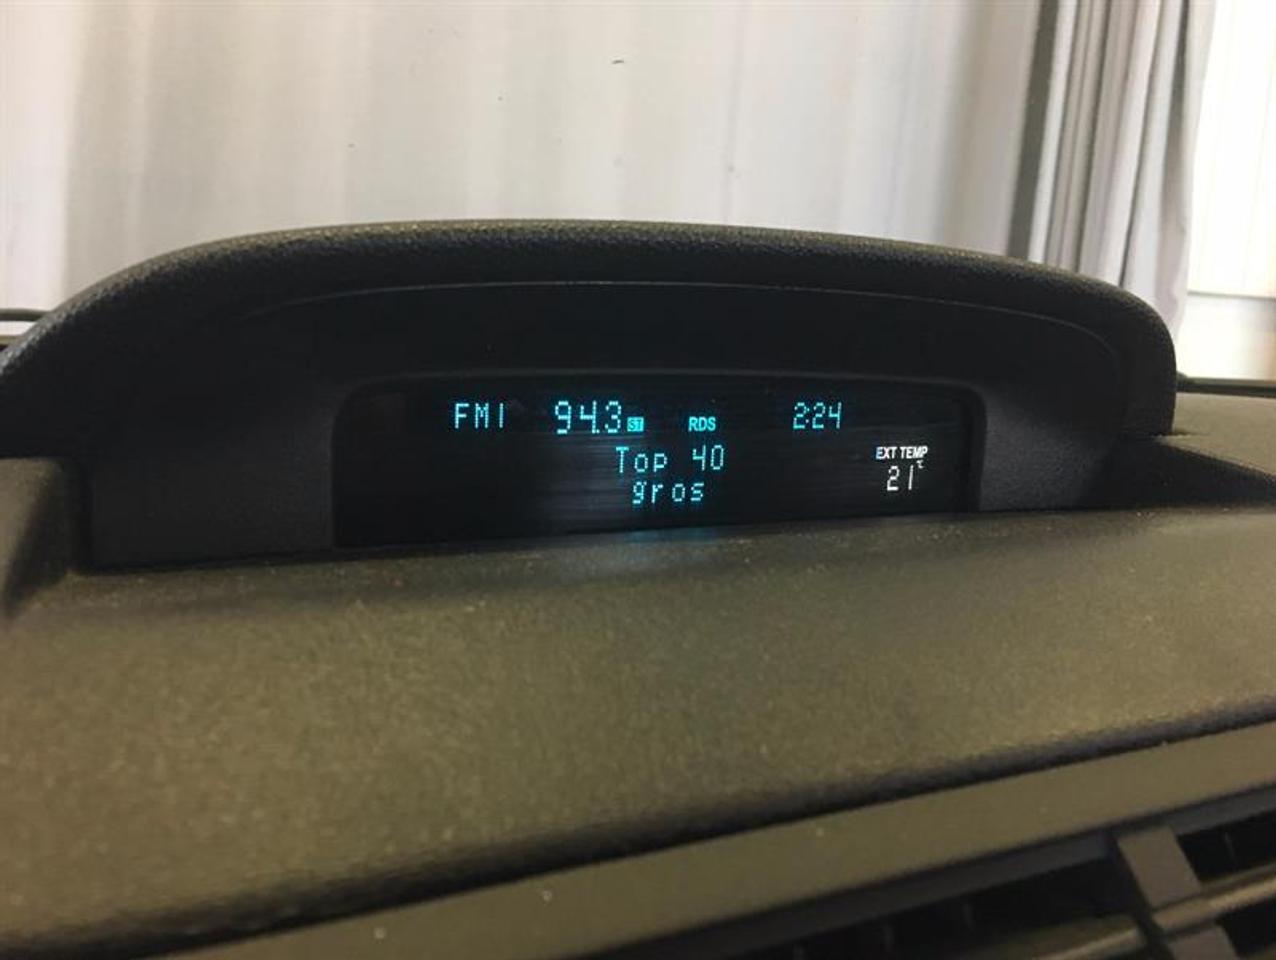 FM1 94.3 ST RDS 2:24
Top 40
gros
EXT TEMP
21°C